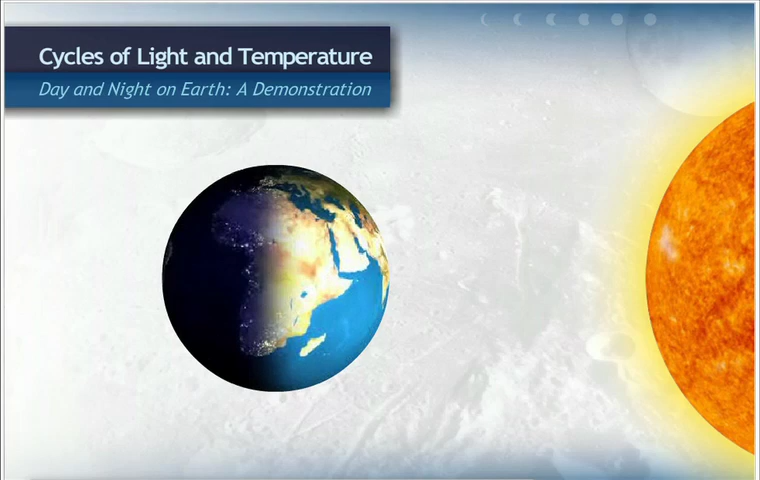 Cycles of Light and Temperature
Day and Night on Earth: A Demonstration